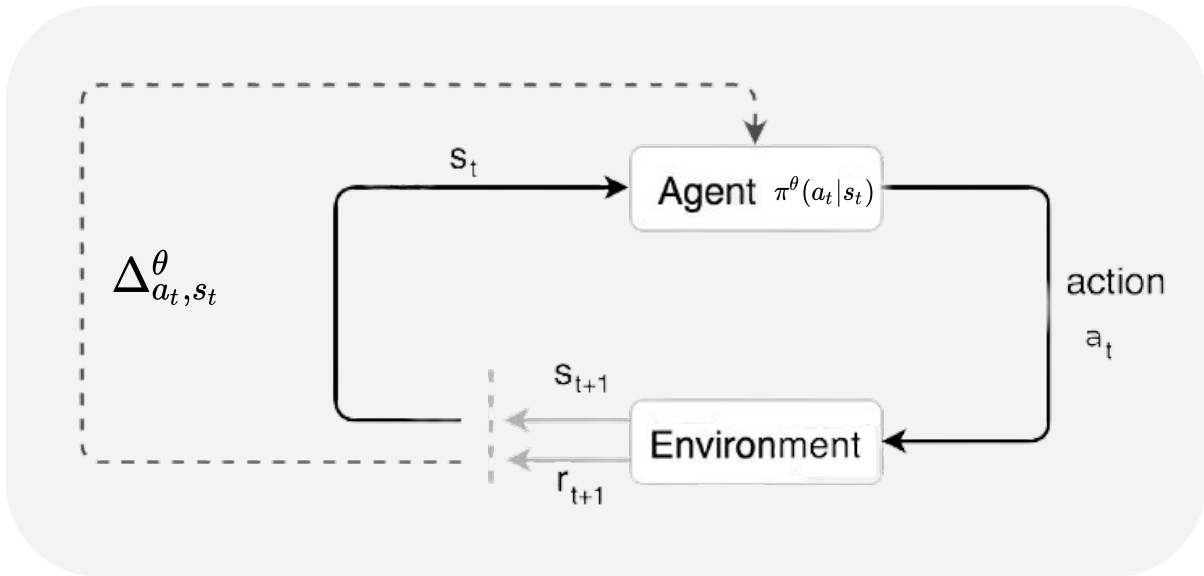 s_t
Agent π^θ(a_t|s_t)
Δ^θ_{a_t,s_t}
action
a_t
s_{t+1}
Environment
r_{t+1}